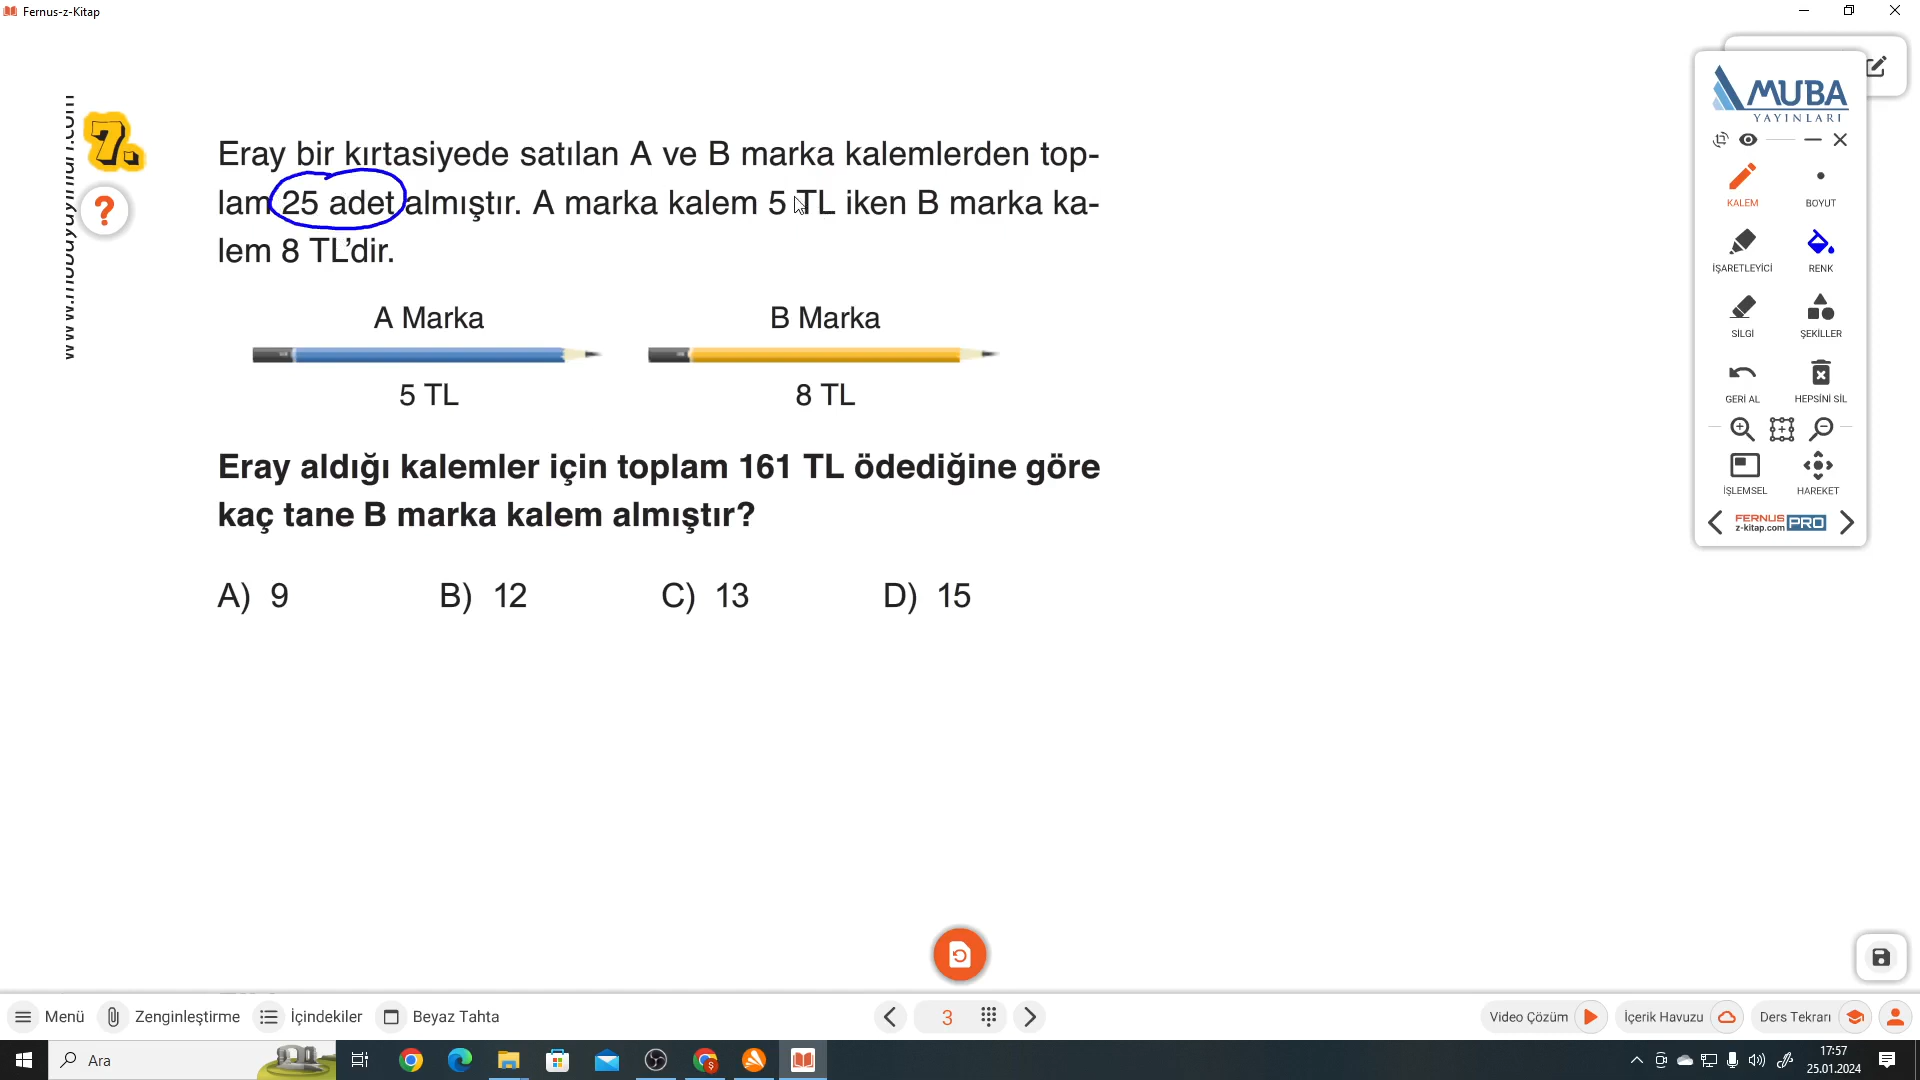 Fernus-z-Kitap
MUBA
YAYINLARI
7.
Eray bir kırtasiyede satılan A ve B marka kalemlerden top-
lam 25 adet almıştır. A marka kalem 5 TL iken B marka ka-
lem 8 TL'dir.
?
A Marka
B Marka
5 TL
8 TL
Eray aldığı kalemler için toplam 161 TL ödediğine göre
kaç tane B marka kalem almıştır?
A) 9
B) 12
C) 13
D) 15
KALEM
BOYUT
İŞARETLEYİCİ
RENK
SİLGİ
ŞEKİLLER
GERİ AL
HEPSİNİ SİL
İŞLEMSEL
HAREKET
FERNUS
z-kitap.com
PRO
Menü
Zenginleştirme
İçindekiler
Beyaz Tahta
3
Video Çözüm
İçerik Havuzu
Ders Tekrarı
Ara
17:57
25.01.2024